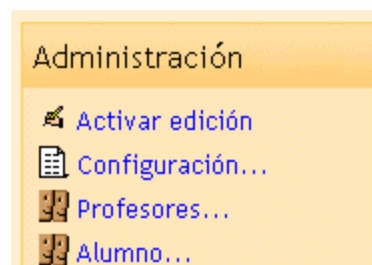 Administración
Activar edición
Configuración...
Profesores...
Alumno...